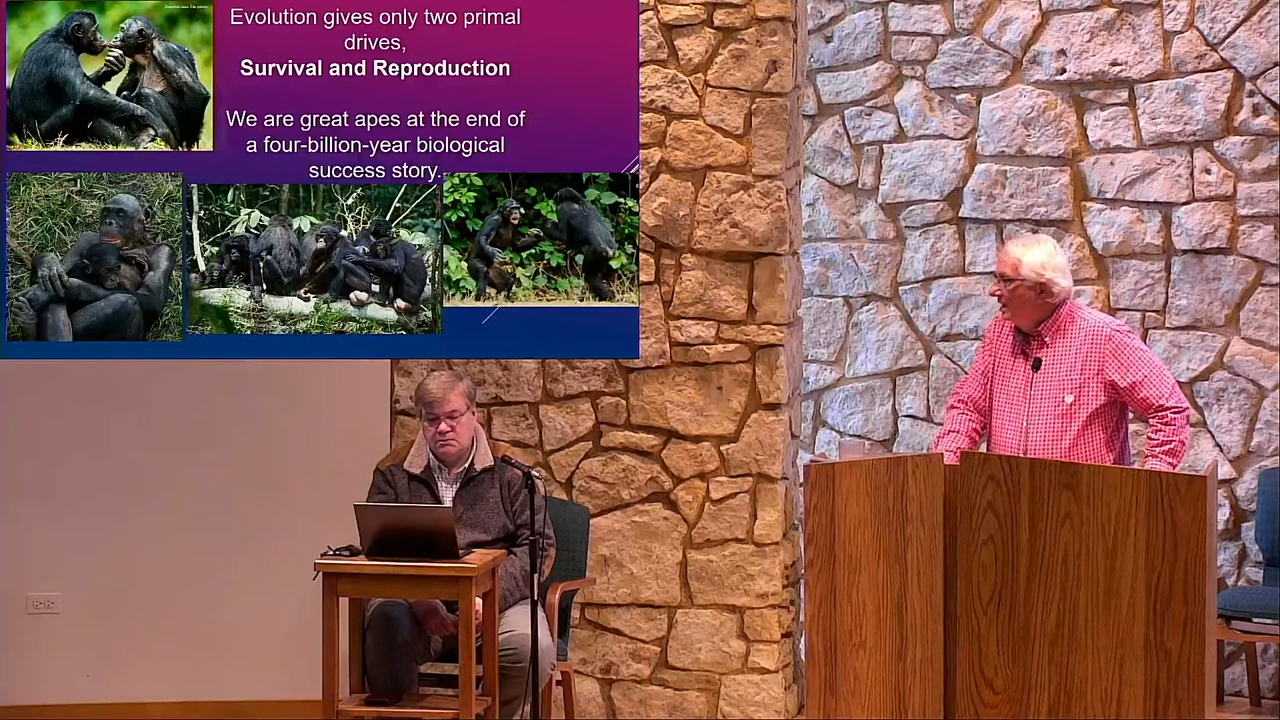 Evolution gives only two primal
drives,
Survival and Reproduction
We are great apes at the end of
a four-billion-year biological
success story.